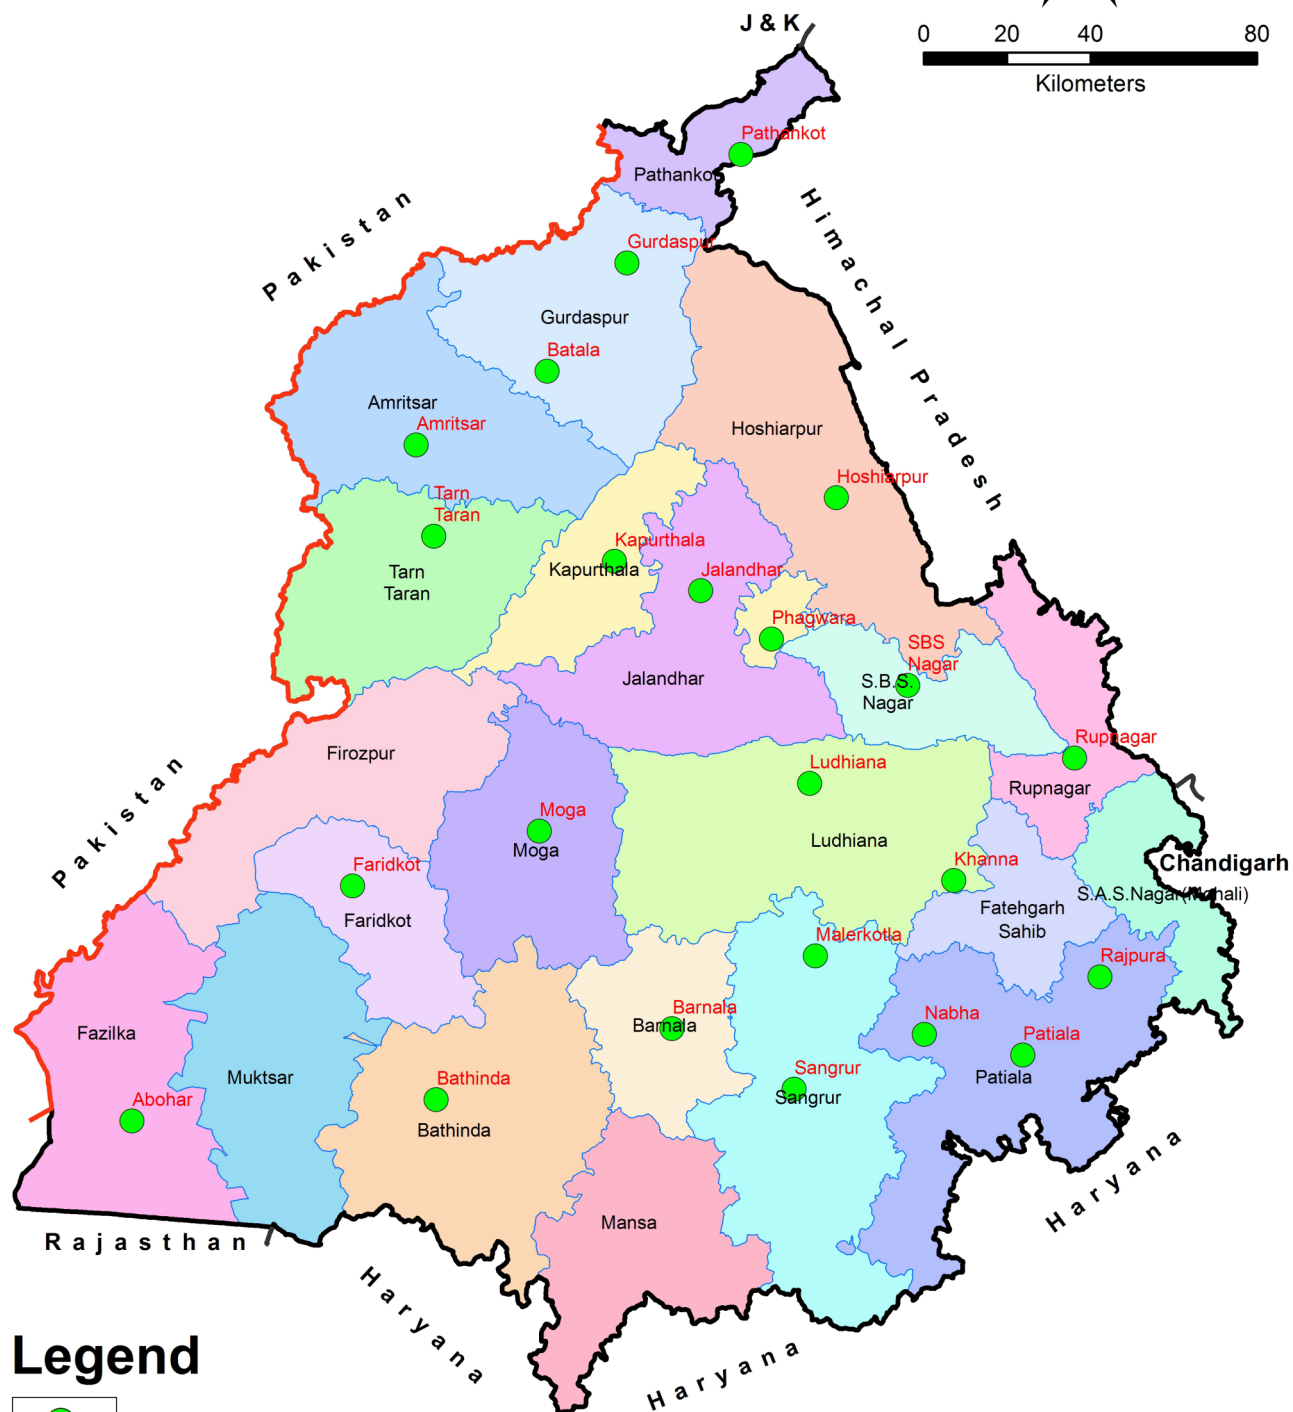 J & K
0 20 40 80
Kilometers
Pathankot
Pathankot
Pakistan
Himachal Pradesh
Gurdaspur
Gurdaspur
Batala
Amritsar
Amritsar
Hoshiarpur
Hoshiarpur
Tarn
Taran
Kapurthala
Kapurthala
Jalandhar
Tarn
Taran
Phagwara
SBS
Nagar
Jalandhar
S.B.S.
Nagar
Rupnagar
Firozpur
Ludhiana
Rupnagar
Pakistan
Moga
Moga
Ludhiana
Khanna
Chandigarh
Faridkot
S.A.S.Nagar(Mohali)
Faridkot
Fatehgarh
Sahib
Malerkotla
Rajpura
Barnala
Nabha
Fazilka
Barnala
Patiala
Muktsar
Bathinda
Sangrur
Patiala
Abohar
Sangrur
Bathinda
Haryana
Mansa
Rajasthan
Haryana
Haryana
Legend